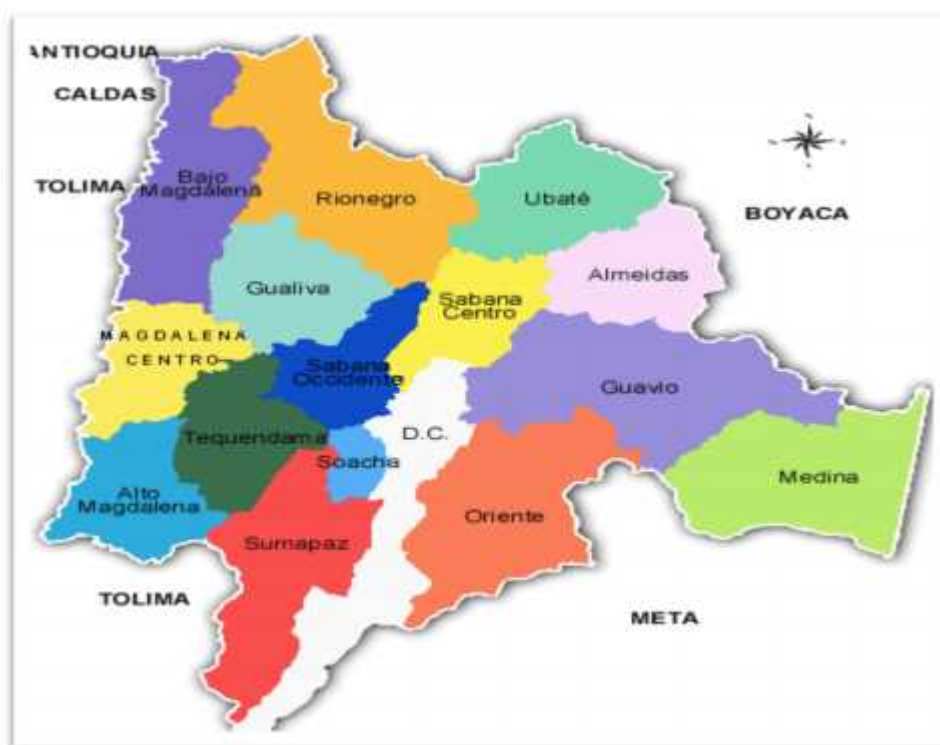 ANTIOQUIA
CALDAS
TOLIMA
Bajo
Magdalena
Rionegro
Ubatê
BOYACA
Gualiva
Sabana
Centro
Almeidas
MAGDALENA
CENTRO
Sabana
Occidente
Guavio
Tequendama
D.C.
Soacha
Medina
Alto
Magdalena
Sumapaz
Oriente
TOLIMA
META